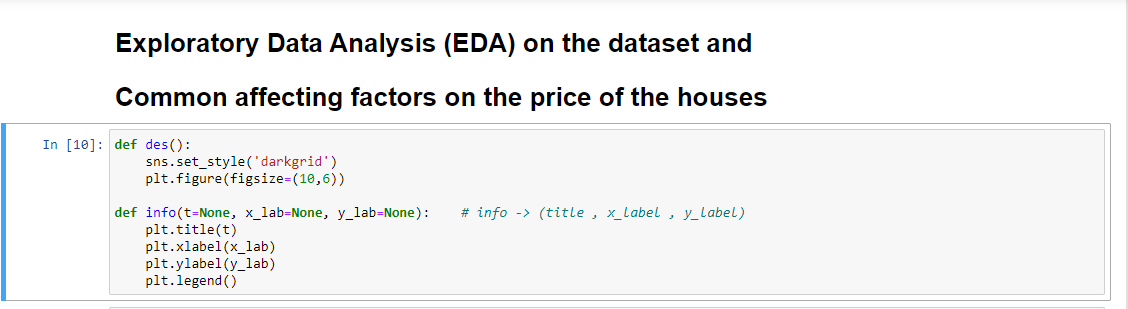 Exploratory Data Analysis (EDA) on the dataset and
Common affecting factors on the price of the houses
In [10]: def des():
    sns.set_style('darkgrid')
    plt.figure(figsize=(10,6))
def info(t=None, x_lab=None, y_lab=None):    # info -> (title , x_label , y_label)
    plt.title(t)
    plt.xlabel(x_lab)
    plt.ylabel(y_lab)
    plt.legend()